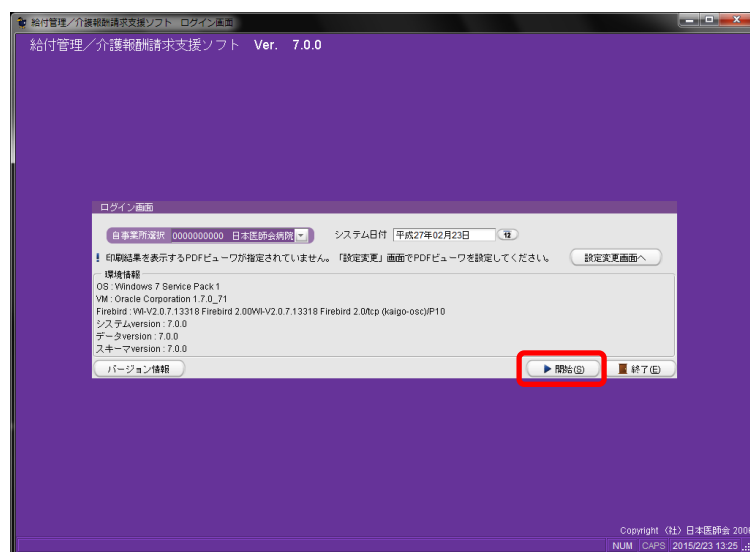 給付管理／介護報酬請求支援ソフト　ログイン画面
給付管理／介護報酬請求支援ソフト　Ver.　7.0.0
ログイン画面
自事業所選択　0000000000　日本医師会病院　システム日付　平成27年02月23日
! 印刷結果を表示するPDFビューワが指定されていません。「設定変更」画面でPDFビューワを設定してください。　設定変更画面へ
環境情報
OS : Windows 7 Service Pack 1
VM : Oracle Corporation 1.7.0_71
Firebird : WI-V2.0.7.13318 Firebird 2.0OWI-V2.0.7.13318 Firebird 2.0/tcp (kaigo-osc)/P10
システムversion : 7.0.0
データversion : 7.0.0
スキーマversion : 7.0.0
バージョン情報　開始(S)　終了(E)
Copyright〈社〉日本医師会 200
NUM　CAPS　2015/2/23 13:25